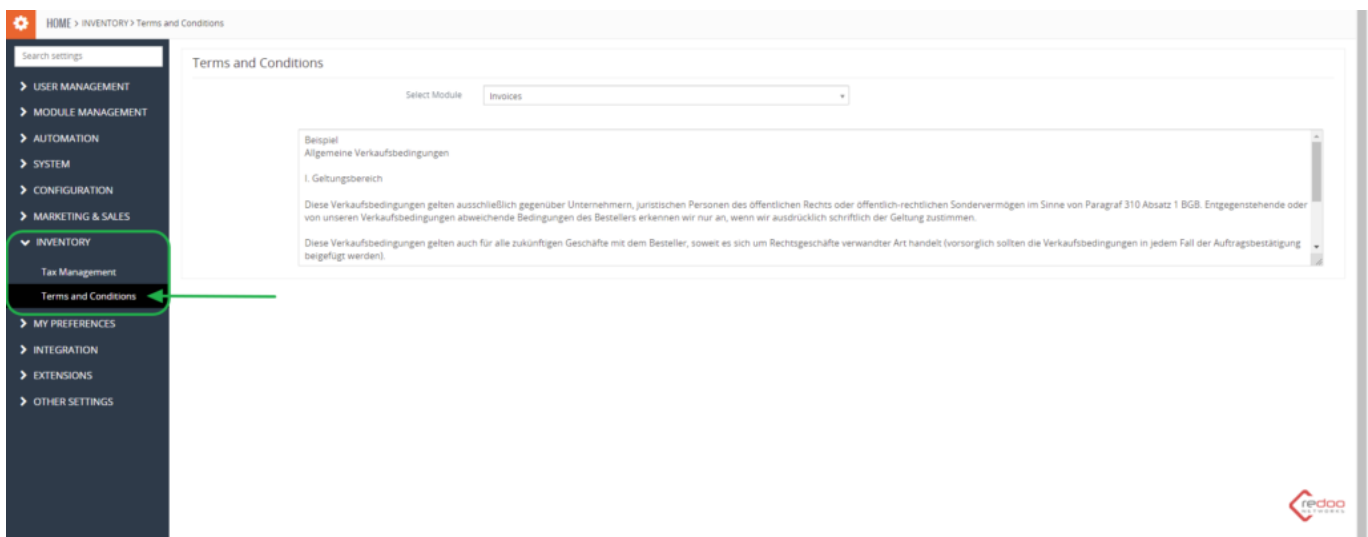 HOME > INVENTORY > Terms and Conditions
Search settings
USER MANAGEMENT
MODULE MANAGEMENT
AUTOMATION
SYSTEM
CONFIGURATION
MARKETING & SALES
INVENTORY
Tax Management
Terms and Conditions
MY PREFERENCES
INTEGRATION
EXTENSIONS
OTHER SETTINGS
Terms and Conditions
Select Module
Invoices
Beispiel
Allgemeine Verkaufsbedingungen
I. Geltungsbereich
Diese Verkaufsbedingungen gelten ausschließlich gegenüber Unternehmern, juristischen Personen des öffentlichen Rechts oder öffentlich-rechtlichen Sondervermögen im Sinne von Paragraf 310 Absatz 1 BGB. Entgegenstehende oder
von unseren Verkaufsbedingungen abweichende Bedingungen des Bestellers erkennen wir nur an, wenn wir ausdrücklich schriftlich der Geltung zustimmen.
Diese Verkaufsbedingungen gelten auch für alle zukünftigen Geschäfte mit dem Besteller, soweit es sich um Rechtsgeschäfte verwandter Art handelt (vorsorglich sollten die Verkaufsbedingungen in jedem Fall der Auftragsbestätigung
beigefügt werden).
redoo
NETWORKS